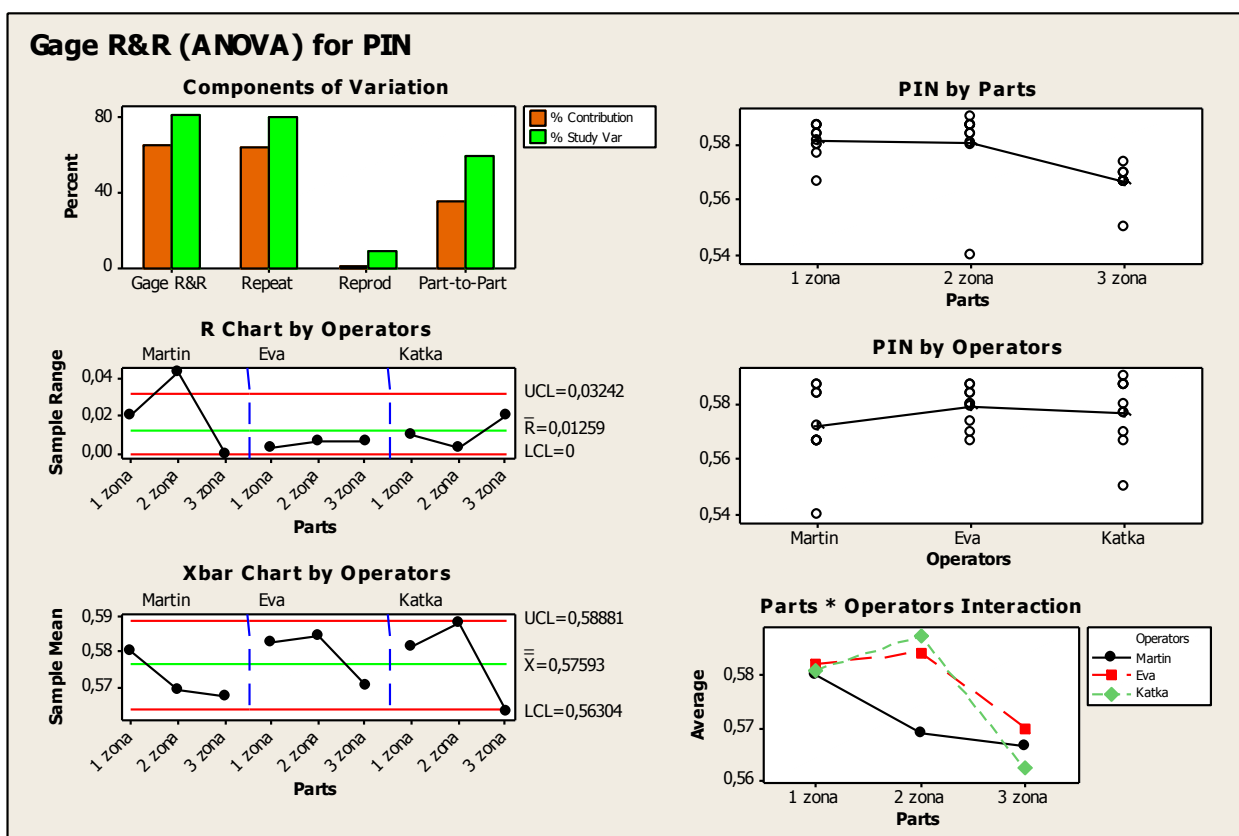 Gage R&R (ANOVA) for PIN
Components of Variation
80
40
0
Percent
Gage R&R Repeat Reprod Part-to-Part
% Contribution
% Study Var
R Chart by Operators
Martin Eva Katka
0,04
0,02
0,00
Sample Range
UCL=0,03242
R=0,01259
LCL=0
1 zona 2 zona 3 zona 1 zona 2 zona 3 zona 1 zona 2 zona 3 zona
Parts
Xbar Chart by Operators
Martin Eva Katka
0,59
0,58
0,57
Sample Mean
UCL=0,58881
X=0,57593
LCL=0,56304
1 zona 2 zona 3 zona 1 zona 2 zona 3 zona 1 zona 2 zona 3 zona
Parts
PIN by Parts
0,58
0,56
0,54
1 zona 2 zona 3 zona
Parts
PIN by Operators
0,58
0,56
0,54
Martin Eva Katka
Operators
Parts * Operators Interaction
0,58
0,57
0,56
Average
1 zona 2 zona 3 zona
Parts
Operators
Martin
Eva
Katka